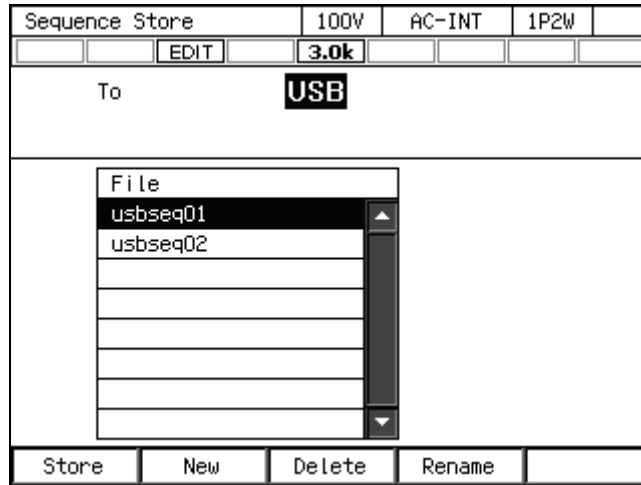 Sequence Store 100V AC-INT 1P2W
EDIT 3.0k
To USB
File
usbseq01
usbseq02
Store New Delete Rename